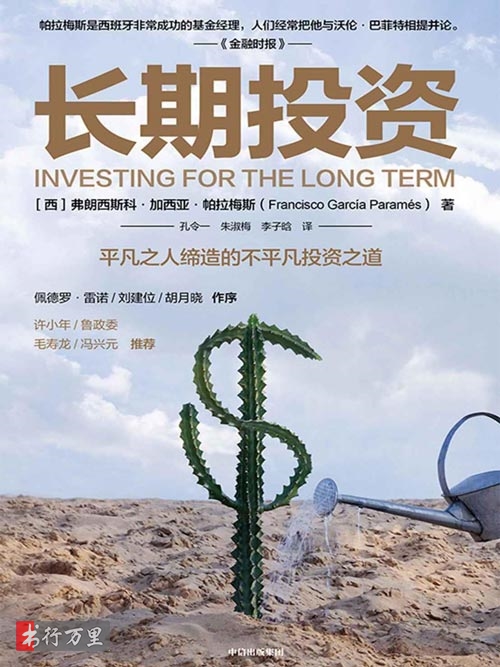 帕拉梅斯是西班牙非常成功的基金经理，人们经常把他与沃伦·巴菲特相提并论。
——《金融时报》——
长期投资
INVESTING FOR THE LONG TERM
［西］弗朗西斯科·加西亚·帕拉梅斯（Francisco García Paramés）著
孔令一 朱淑梅 李子晗 译
平凡之人缔造的不平凡投资之道
佩德罗·雷诺/刘建位/胡月晓 作序
许小年/鲁政委
毛寿龙/冯兴元 推荐
书行万里
中信出版集团